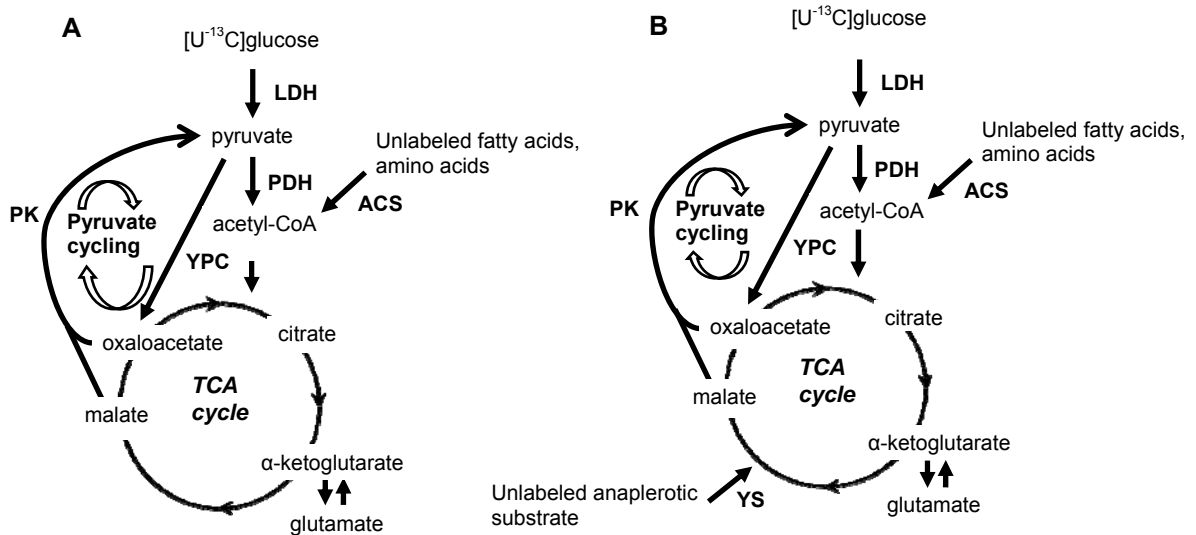 A
[U-13C]glucose
LDH
pyruvate
Unlabeled fatty acids,
amino acids
PDH
ACS
PK
Pyruvate
cycling
acetyl-CoA
YPC
oxaloacetate
citrate
TCA
cycle
malate
α-ketoglutarate
glutamate
B
[U-13C]glucose
LDH
pyruvate
Unlabeled fatty acids,
amino acids
PDH
ACS
PK
Pyruvate
cycling
acetyl-CoA
YPC
oxaloacetate
citrate
TCA
cycle
malate
α-ketoglutarate
Unlabeled anaplerotic
substrate
YS
glutamate